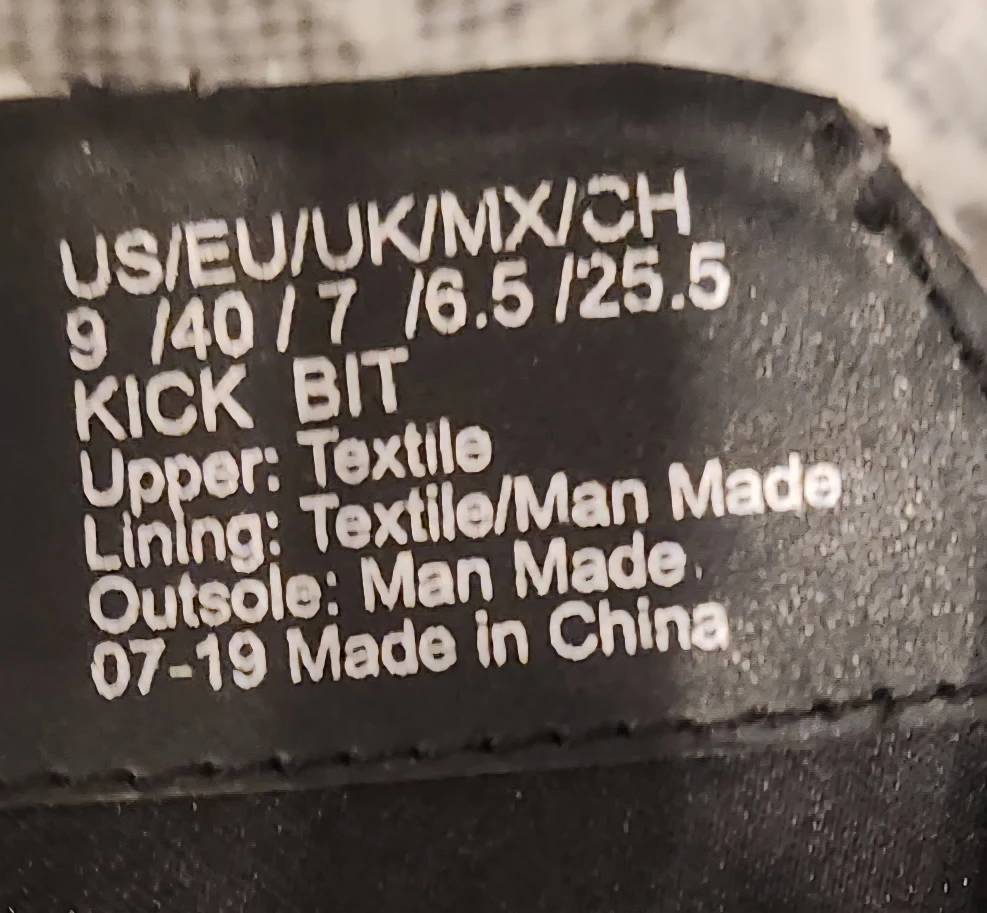 US/EU/UK/MX/CH
9 /40 / 7 /6.5 /25.5
KICK BIT
Upper: Textile
Lining: Textile/Man Made
Outsole: Man Made
07-19 Made in China